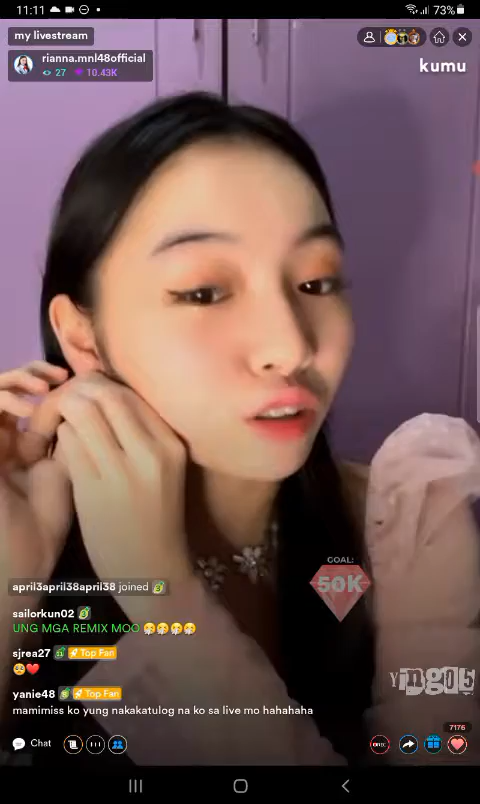 11:11
73%
my livestream
rianna.mnl48official
27 10.43K
kumu
april3april38april38 joined
GOAL:
50K
sailorkun02
UNG MGA REMIX MOO
sjrea27 Top Fan
yanie48 Top Fan
Ying05
mamimiss ko yung nakakatulog na ko sa live mo hahahaha
7176
Chat